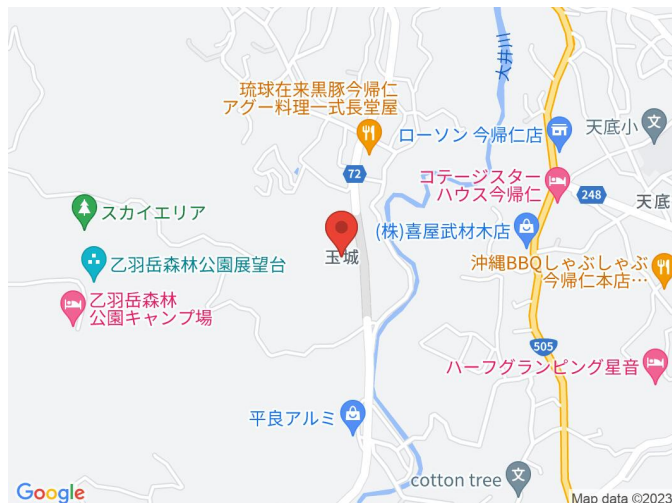 大井川
琉球在来黒豚今帰仁
アグー料理一式長堂屋
ローソン 今帰仁店
天底小
72
コテージスター
ハウス今帰仁
248
天底
スカイエリア
(株)喜屋武材木店
玉城
乙羽岳森林公園展望台
沖縄BBQしゃぶしゃぶ
今帰仁本店…
乙羽岳森林
公園キャンプ場
505
ハーフグランピング星音
平良アルミ
cotton tree
文
文
Google
Map data ©2023